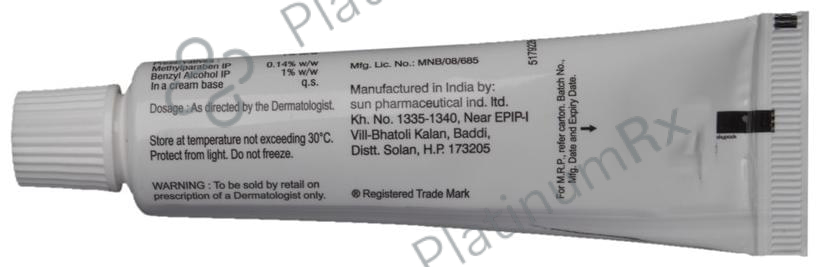 Methylparaben IP 0.14% w/w
Benzyl Alcohol IP 1% w/w
In a cream base q.s.
Dosage : As directed by the Dermatologist.
Store at temperature not exceeding 30°C.
Protect from light. Do not freeze.
WARNING : To be sold by retail on
prescription of a Dermatologist only.
Mfg. Lic. No.: MNB/08/685
Manufactured in India by:
sun pharmaceutical ind. ltd.
Kh. No. 1335-1340, Near EPIP-I
Vill-Bhatoli Kalan, Baddi,
Distt. Solan, H.P. 173205
® Registered Trade Mark
517922
For M.R.P., refer carton. Batch No.,
Mfg. Date and Expiry Date.
PlatinumRx